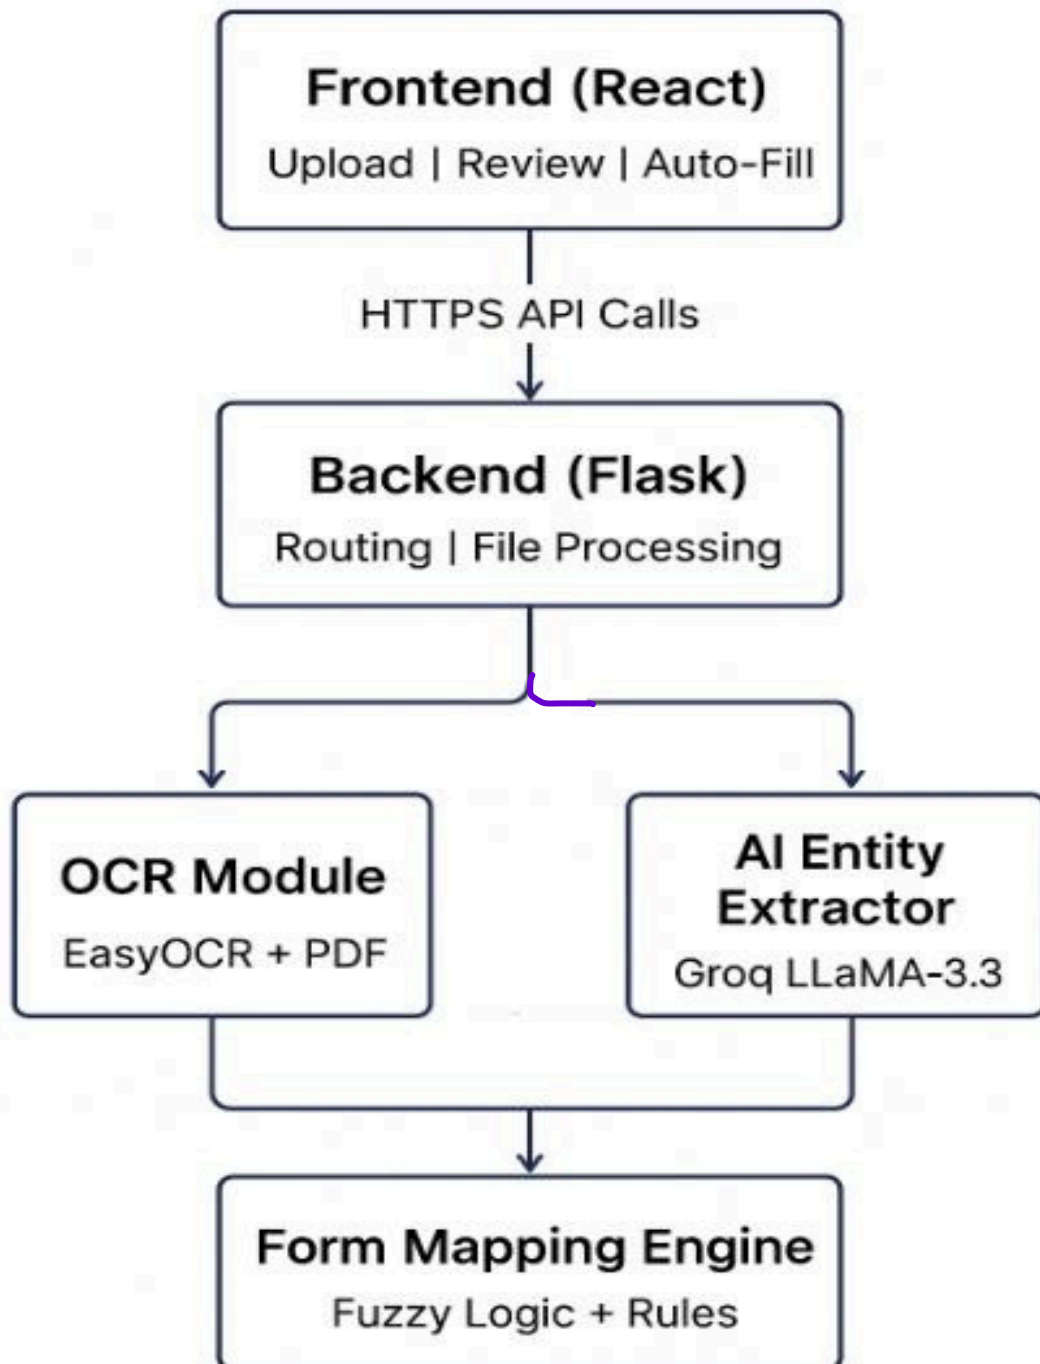 Frontend (React)
Upload | Review | Auto-Fill
HTTPS API Calls
Backend (Flask)
Routing | File Processing
OCR Module
EasyOCR + PDF
AI Entity
Extractor
Groq LLaMA-3.3
Form Mapping Engine
Fuzzy Logic + Rules